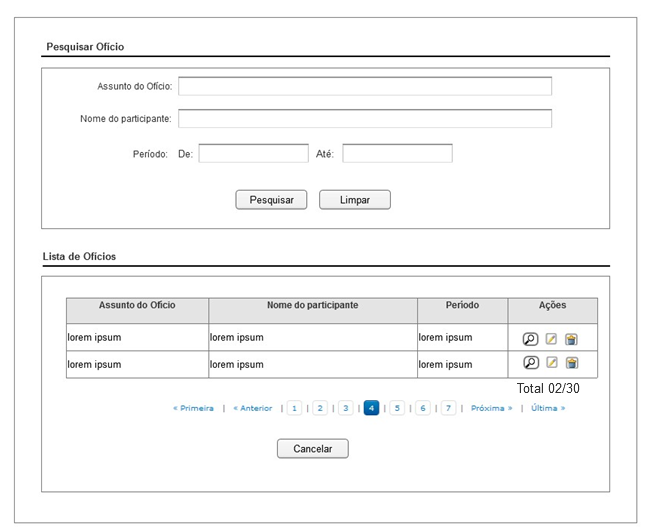 Pesquisar Ofício
Assunto do Ofício:
Nome do participante:
Período: De: Até:
Pesquisar Limpar
Lista de Ofícios
Assunto do Ofício Nome do participante Período Ações
lorem ipsum lorem ipsum lorem ipsum
lorem ipsum lorem ipsum lorem ipsum
Total 02/30
« Primeira | « Anterior | 1 | 2 | 3 | 4 | 5 | 6 | 7 | Próxima » | Última »
Cancelar